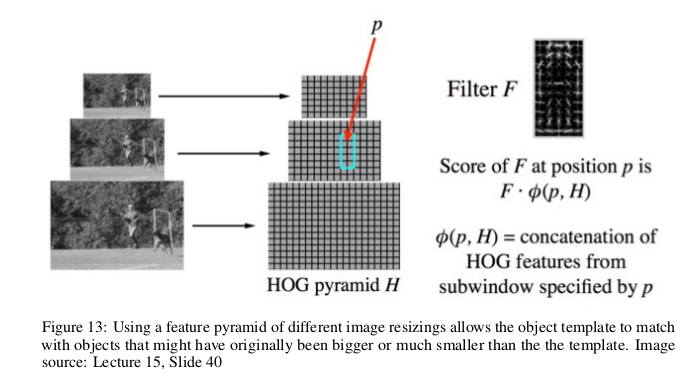 p
Filter F
Score of F at position p is
F · ϕ(p, H)
ϕ(p, H) = concatenation of
HOG features from
subwindow specified by p
HOG pyramid H
Figure 13: Using a feature pyramid of different image resizings allows the object template to match
with objects that might have originally been bigger or much smaller than the the template. Image
source: Lecture 15, Slide 40